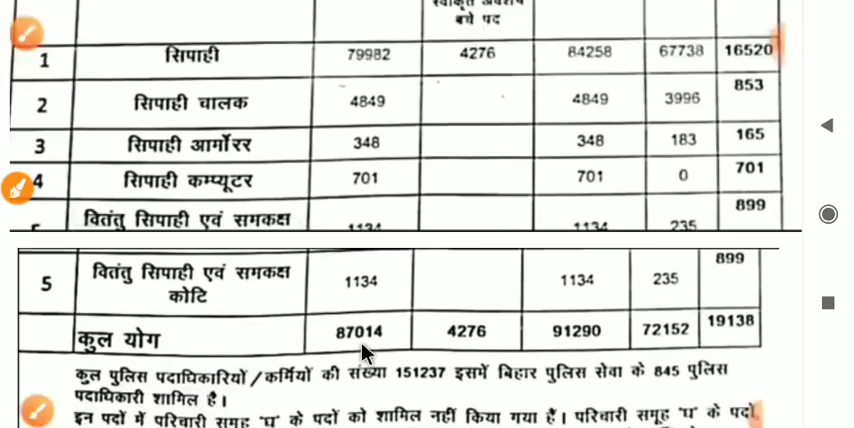 बचे पद
1 सिपाही 79982 4276 84258 67738 16520
2 सिपाही चालक 4849 4849 3996 853
3 सिपाही आर्मोरर 348 348 183 165
4 सिपाही कम्प्यूटर 701 701 0 701
वितंतु सिपाही एवं समकक्ष 1134 1134 235 899
5 वितंतु सिपाही एवं समकक्ष 1134 1134 235 899
कोटि
कुल योग 87014 4276 91290 72152 19138
कुल पुलिस पदाधिकारियों/कर्मियों की संख्या 151237 इसमें बिहार पुलिस सेवा के 845 पुलिस
पदाधिकारी शामिल है।
इन पदों में परिचारी समूह 'घ' के पदों को शामिल नहीं किया गया है। परिचारी समूह 'घ' के पदों